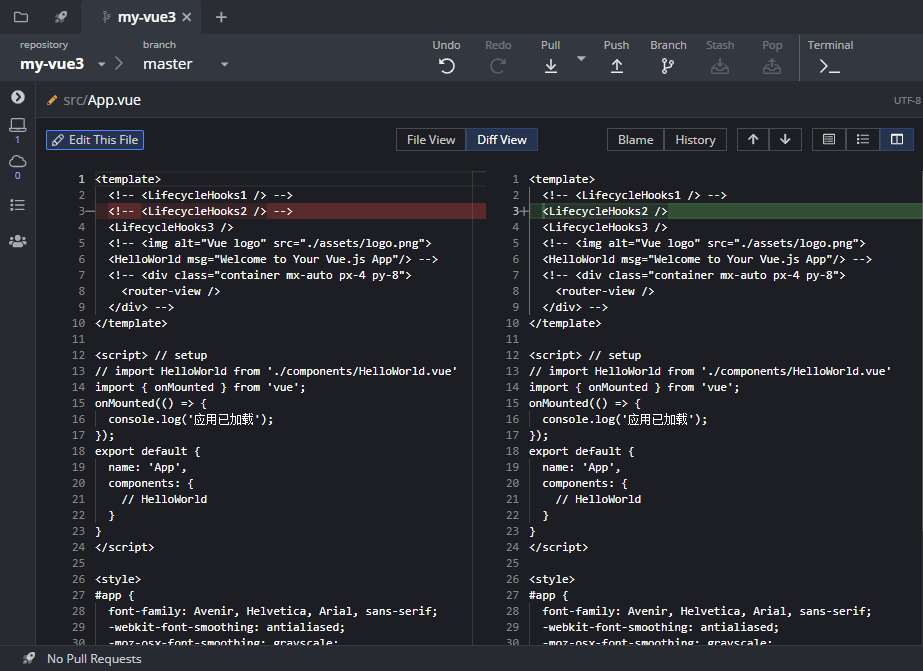 my-vue3
repository
branch
my-vue3
master
Undo
Redo
Pull
Push
Branch
Stash
Pop
Terminal
src/App.vue
UTF-8
1
0
Edit This File
File View
Diff View
Blame
History
1 <template>
2 <!-- <LifecycleHooks1 /> -->
3— <!-- <LifecycleHooks2 /> -->
4 <LifecycleHooks3 />
5 <!-- <img alt="Vue logo" src="./assets/logo.png">
6 <HelloWorld msg="Welcome to Your Vue.js App"/> -->
7 <!-- <div class="container mx-auto px-4 py-8">
8 <router-view />
9 </div> -->
10 </template>
11
12 <script> // setup
13 // import HelloWorld from './components/HelloWorld.vue'
14 import { onMounted } from 'vue';
15 onMounted(() => {
16 console.log('应用已加载');
17 });
18 export default {
19 name: 'App',
20 components: {
21 // HelloWorld
22 }
23 }
24 </script>
25
26 <style>
27 #app {
28 font-family: Avenir, Helvetica, Arial, sans-serif;
29 -webkit-font-smoothing: antialiased;
30 -moz-osx-font-smoothing: grayscale;
1 <template>
2 <!-- <LifecycleHooks1 /> -->
3+ <LifecycleHooks2 />
4 <LifecycleHooks3 />
5 <!-- <img alt="Vue logo" src="./assets/logo.png">
6 <HelloWorld msg="Welcome to Your Vue.js App"/> -->
7 <!-- <div class="container mx-auto px-4 py-8">
8 <router-view />
9 </div> -->
10 </template>
11
12 <script> // setup
13 // import HelloWorld from './components/HelloWorld.vue'
14 import { onMounted } from 'vue';
15 onMounted(() => {
16 console.log('应用已加载');
17 });
18 export default {
19 name: 'App',
20 components: {
21 // HelloWorld
22 }
23 }
24 </script>
25
26 <style>
27 #app {
28 font-family: Avenir, Helvetica, Arial, sans-serif;
29 -webkit-font-smoothing: antialiased;
30 -moz-osx-font-smoothing: grayscale;
No Pull Requests